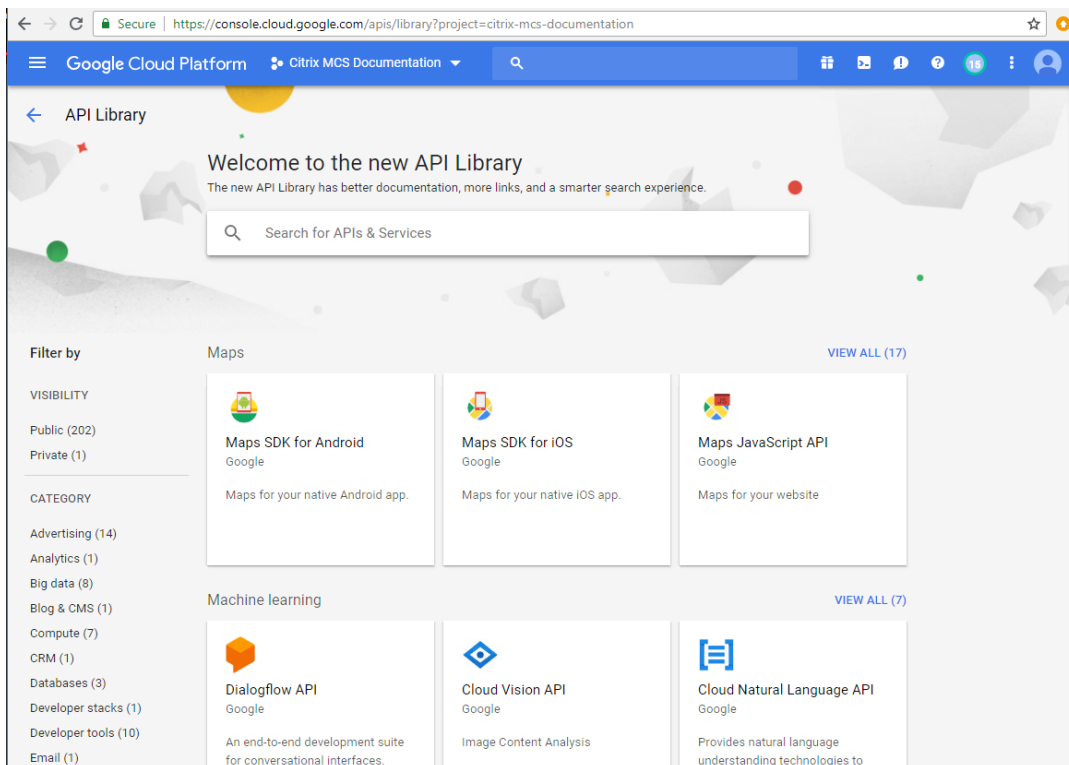 Secure | https://console.cloud.google.com/apis/library?project=citrix-mcs-documentation
Google Cloud Platform Citrix MCS Documentation 15
API Library
Welcome to the new API Library
The new API Library has better documentation, more links, and a smarter search experience.
Search for APIs & Services
Filter by
VISIBILITY
Public (202)
Private (1)
CATEGORY
Advertising (14)
Analytics (1)
Big data (8)
Blog & CMS (1)
Compute (7)
CRM (1)
Databases (3)
Developer stacks (1)
Developer tools (10)
Email (1)
Maps VIEW ALL (17)
Maps SDK for Android
Google
Maps for your native Android app.
Maps SDK for iOS
Google
Maps for your native iOS app.
JS
Maps JavaScript API
Google
Maps for your website
Machine learning VIEW ALL (7)
Dialogflow API
Google
An end-to-end development suite
for conversational interfaces.
Cloud Vision API
Google
Image Content Analysis
Cloud Natural Language API
Google
Provides natural language
understanding technologies to